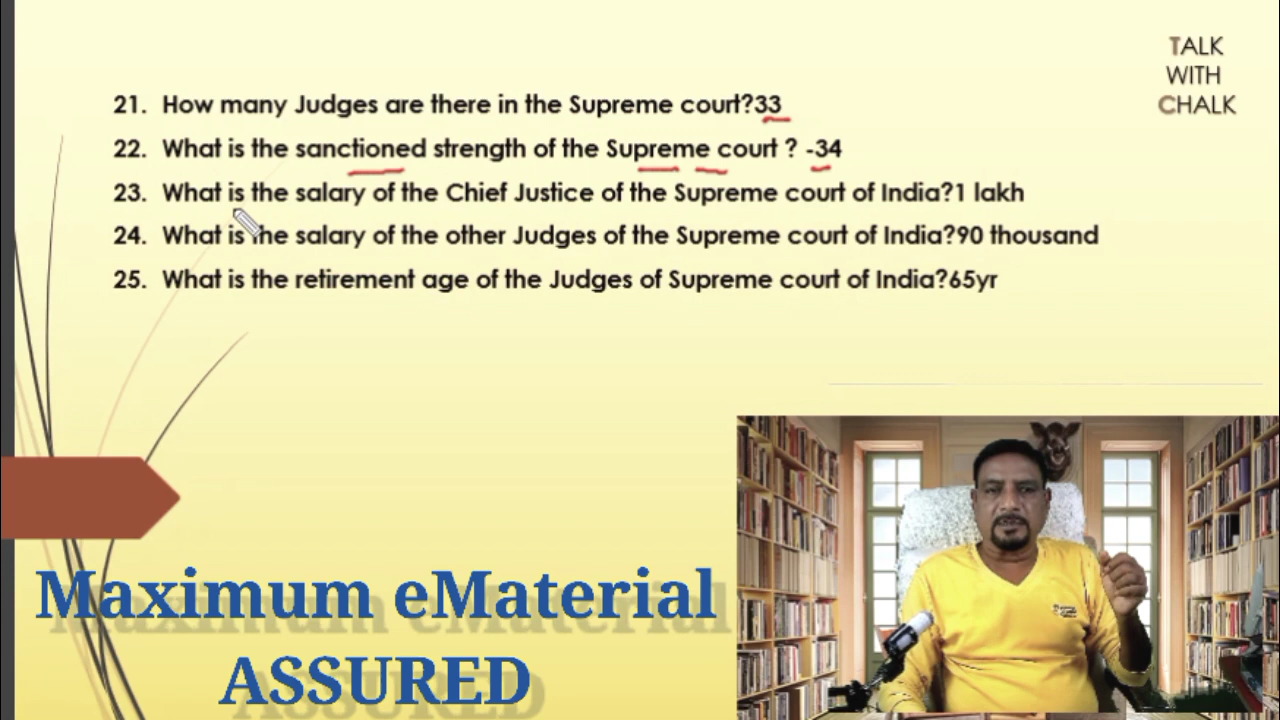 TALK
WITH
CHALK
21. How many Judges are there in the Supreme court?33
22. What is the sanctioned strength of the Supreme court ? -34
23. What is the salary of the Chief Justice of the Supreme court of India?1 lakh
24. What is the salary of the other Judges of the Supreme court of India?90 thousand
25. What is the retirement age of the Judges of Supreme court of India?65yr
Maximum eMaterial
ASSURED